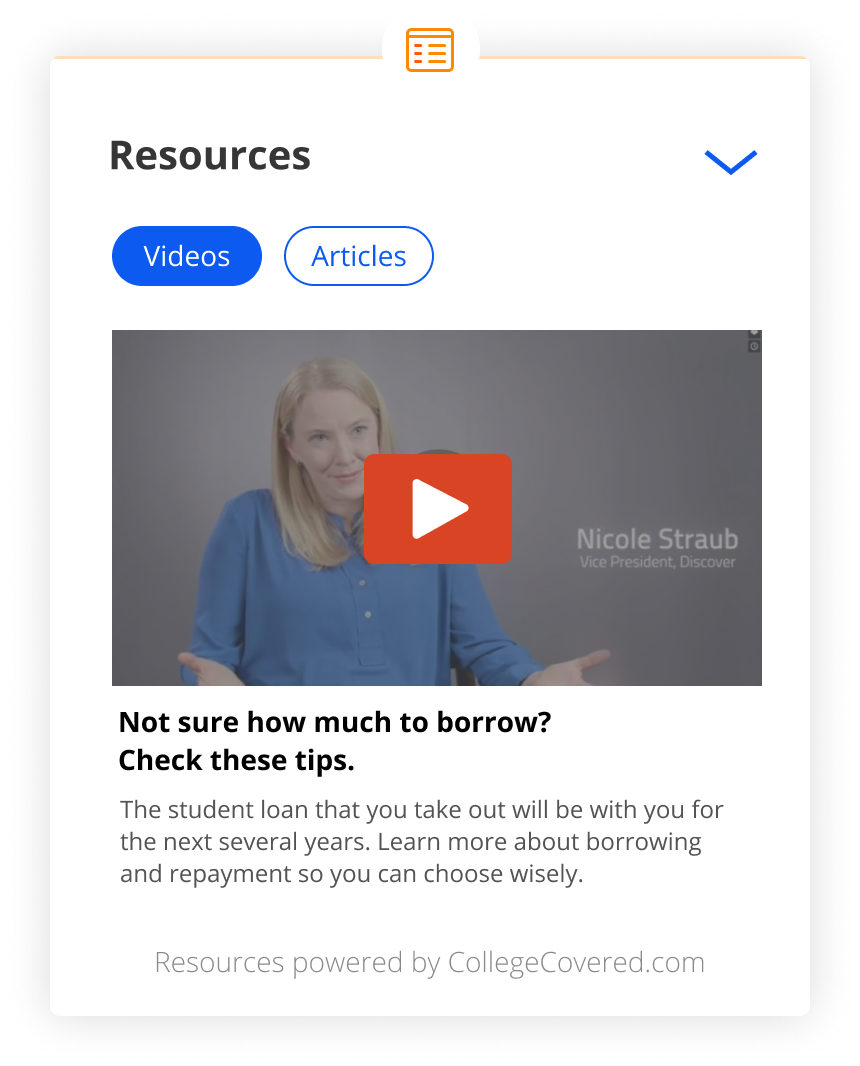 Resources
Videos
Articles
Nicole Straub
Vice President, Discover
Not sure how much to borrow?
Check these tips.
The student loan that you take out will be with you for
the next several years. Learn more about borrowing
and repayment so you can choose wisely.
Resources powered by CollegeCovered.com